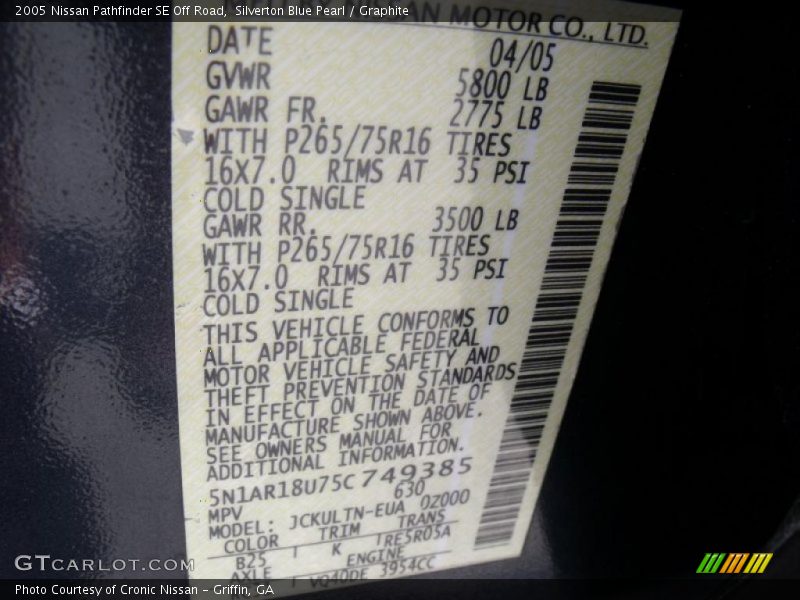 2005 Nissan Pathfinder SE Off Road, Silverton Blue Pearl / Graphite
MOTOR CO., LTD.
DATE 04/05
GVWR 5800 LB
GAWR FR. 2775 LB
WITH P265/75R16 TIRES
16X7.0 RIMS AT 35 PSI
COLD SINGLE
GAWR RR. 3500 LB
WITH P265/75R16 TIRES
16X7.0 RIMS AT 35 PSI
COLD SINGLE
THIS VEHICLE CONFORMS TO
ALL APPLICABLE FEDERAL
MOTOR VEHICLE SAFETY AND
THEFT PREVENTION STANDARDS
IN EFFECT ON THE DATE OF
MANUFACTURE SHOWN ABOVE.
SEE OWNERS MANUAL FOR
ADDITIONAL INFORMATION.
5N1AR18U75C749385
MPV 630
MODEL: JCKULTN-EUA 0Z000
COLOR TRIM TRANS
B25 K RE5R05A
AXLE ENGINE
VQ40DE 3954CC
GTCARLOT.COM
Photo Courtesy of Cronic Nissan - Griffin, GA